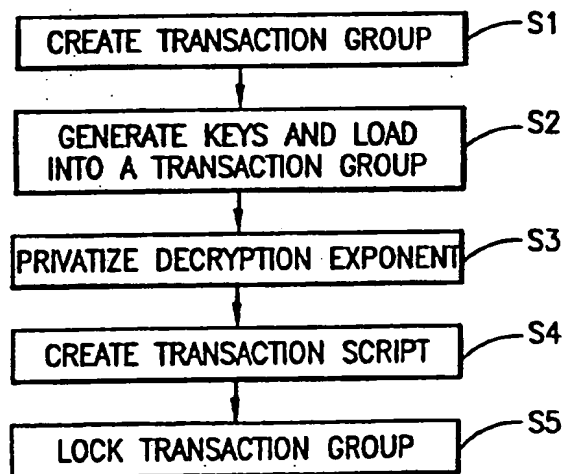 CREATE TRANSACTION GROUP
S1
GENERATE KEYS AND LOAD
INTO A TRANSACTION GROUP
S2
PRIVATIZE DECRYPTION EXPONENT
S3
CREATE TRANSACTION SCRIPT
S4
LOCK TRANSACTION GROUP
S5